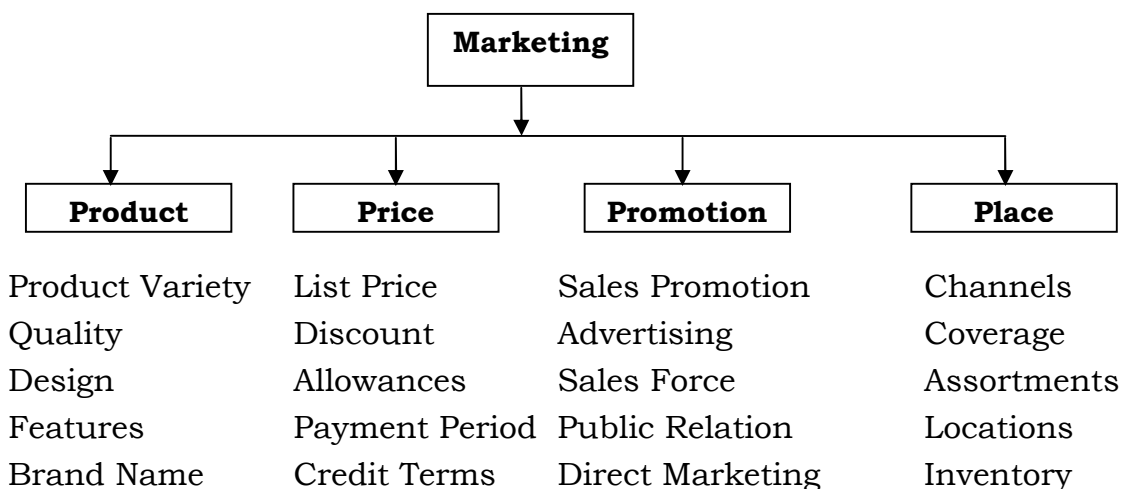 Marketing
Product Price Promotion Place
Product Variety List Price Sales Promotion Channels
Quality Discount Advertising Coverage
Design Allowances Sales Force Assortments
Features Payment Period Public Relation Locations
Brand Name Credit Terms Direct Marketing Inventory